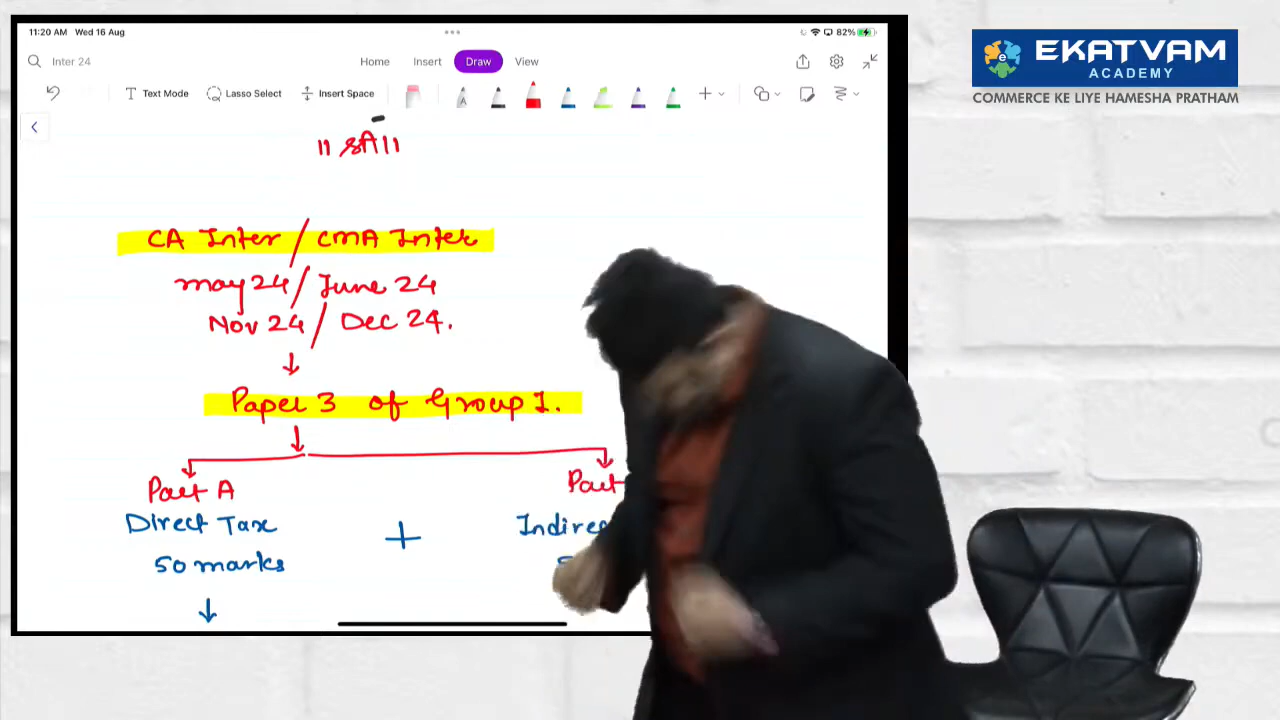 11:20 AM Wed 16 Aug
82%
Inter 24
Home Insert Draw View
Text Mode Lasso Select Insert Space
CA Inter / CMA Inter
may 24 / June 24
Nov 24 / Dec 24.
Paper 3 of Group I.
Part A
Part
Direct Tax
+
50 marks
EKATVAM
ACADEMY
COMMERCE KE LIYE HAMESHA PRATHAM